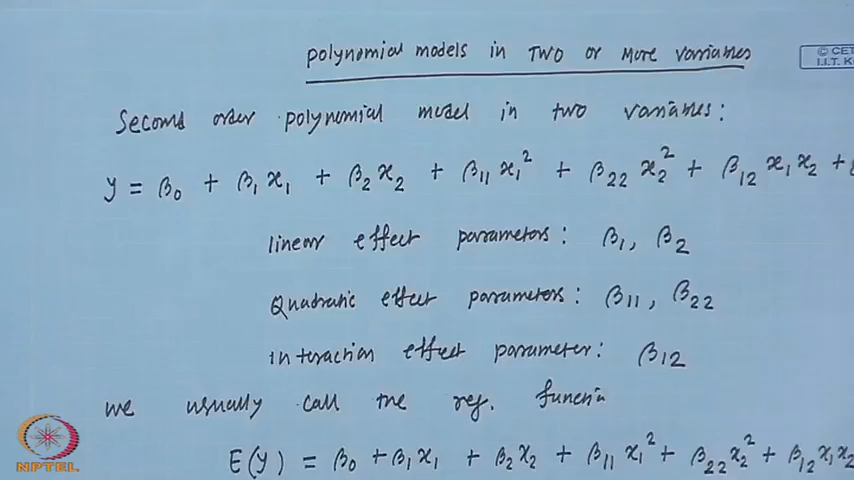 polynomial models in TWO or More variables
© CET
I.I.T. K
Second order polynomial model in two variables:
y = β₀ + β₁x₁ + β₂x₂ + β₁₁x₁² + β₂₂x₂² + β₁₂x₁x₂ +
linear effect parameters: β₁, β₂
Quadratic effect parameters: β₁₁, β₂₂
interaction effect parameter: β₁₂
we usually call the reg. functi
E(y) = β₀ + β₁x₁ + β₂x₂ + β₁₁x₁² + β₂₂x₂² + β₁₂x₁x₂
NPTEL